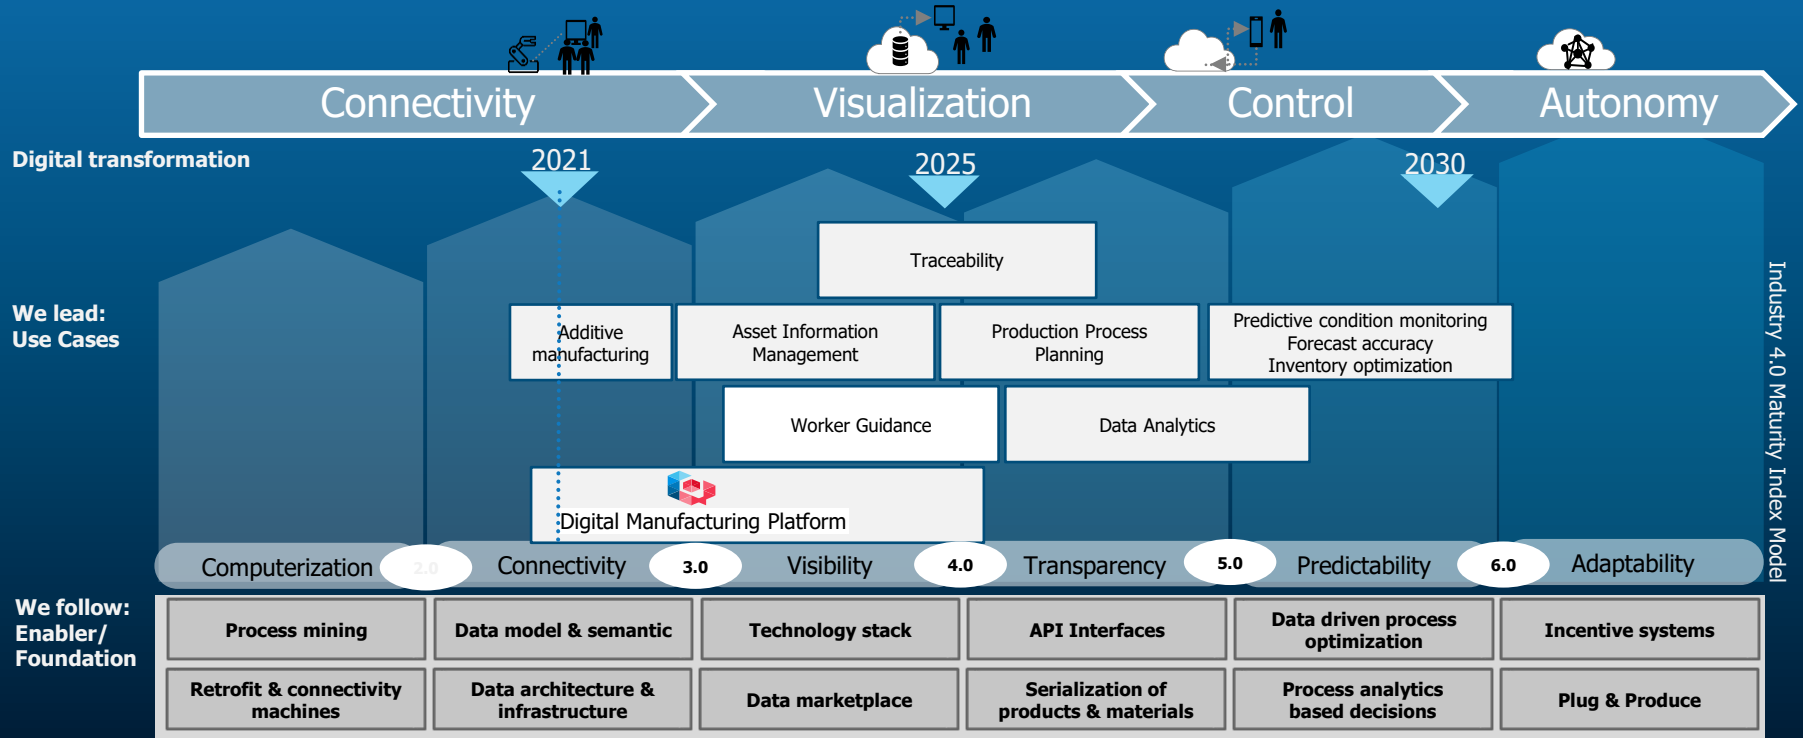 Connectivity
Visualization
Control
Autonomy
Digital transformation
2021
2025
2030
We lead:
Use Cases
Traceability
Additive
manufacturing
Asset Information
Management
Production Process
Planning
Predictive condition monitoring
Forecast accuracy
Inventory optimization
Worker Guidance
Data Analytics
Digital Manufacturing Platform
Industry 4.0 Maturity Index Model
Computerization
2.0
Connectivity
3.0
Visibility
4.0
Transparency
5.0
Predictability
6.0
Adaptability
We follow:
Enabler/
Foundation
Process mining
Data model & semantic
Technology stack
API Interfaces
Data driven process
optimization
Incentive systems
Retrofit & connectivity
machines
Data architecture &
infrastructure
Data marketplace
Serialization of
products & materials
Process analytics
based decisions
Plug & Produce